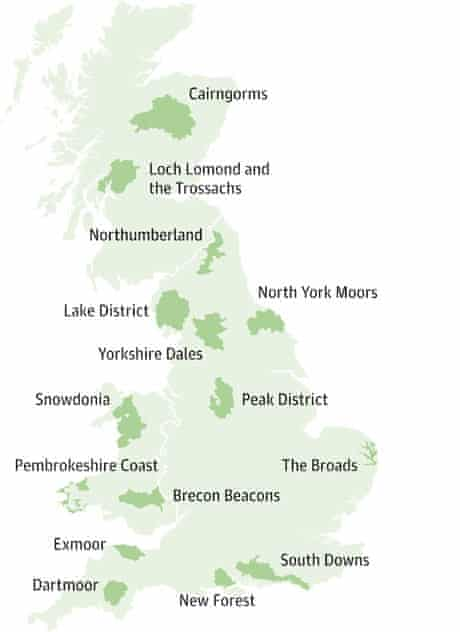 Cairngorms
Loch Lomond and
the Trossachs
Northumberland
North York Moors
Lake District
Yorkshire Dales
Snowdonia
Peak District
Pembrokeshire Coast
The Broads
Brecon Beacons
Exmoor
South Downs
Dartmoor
New Forest